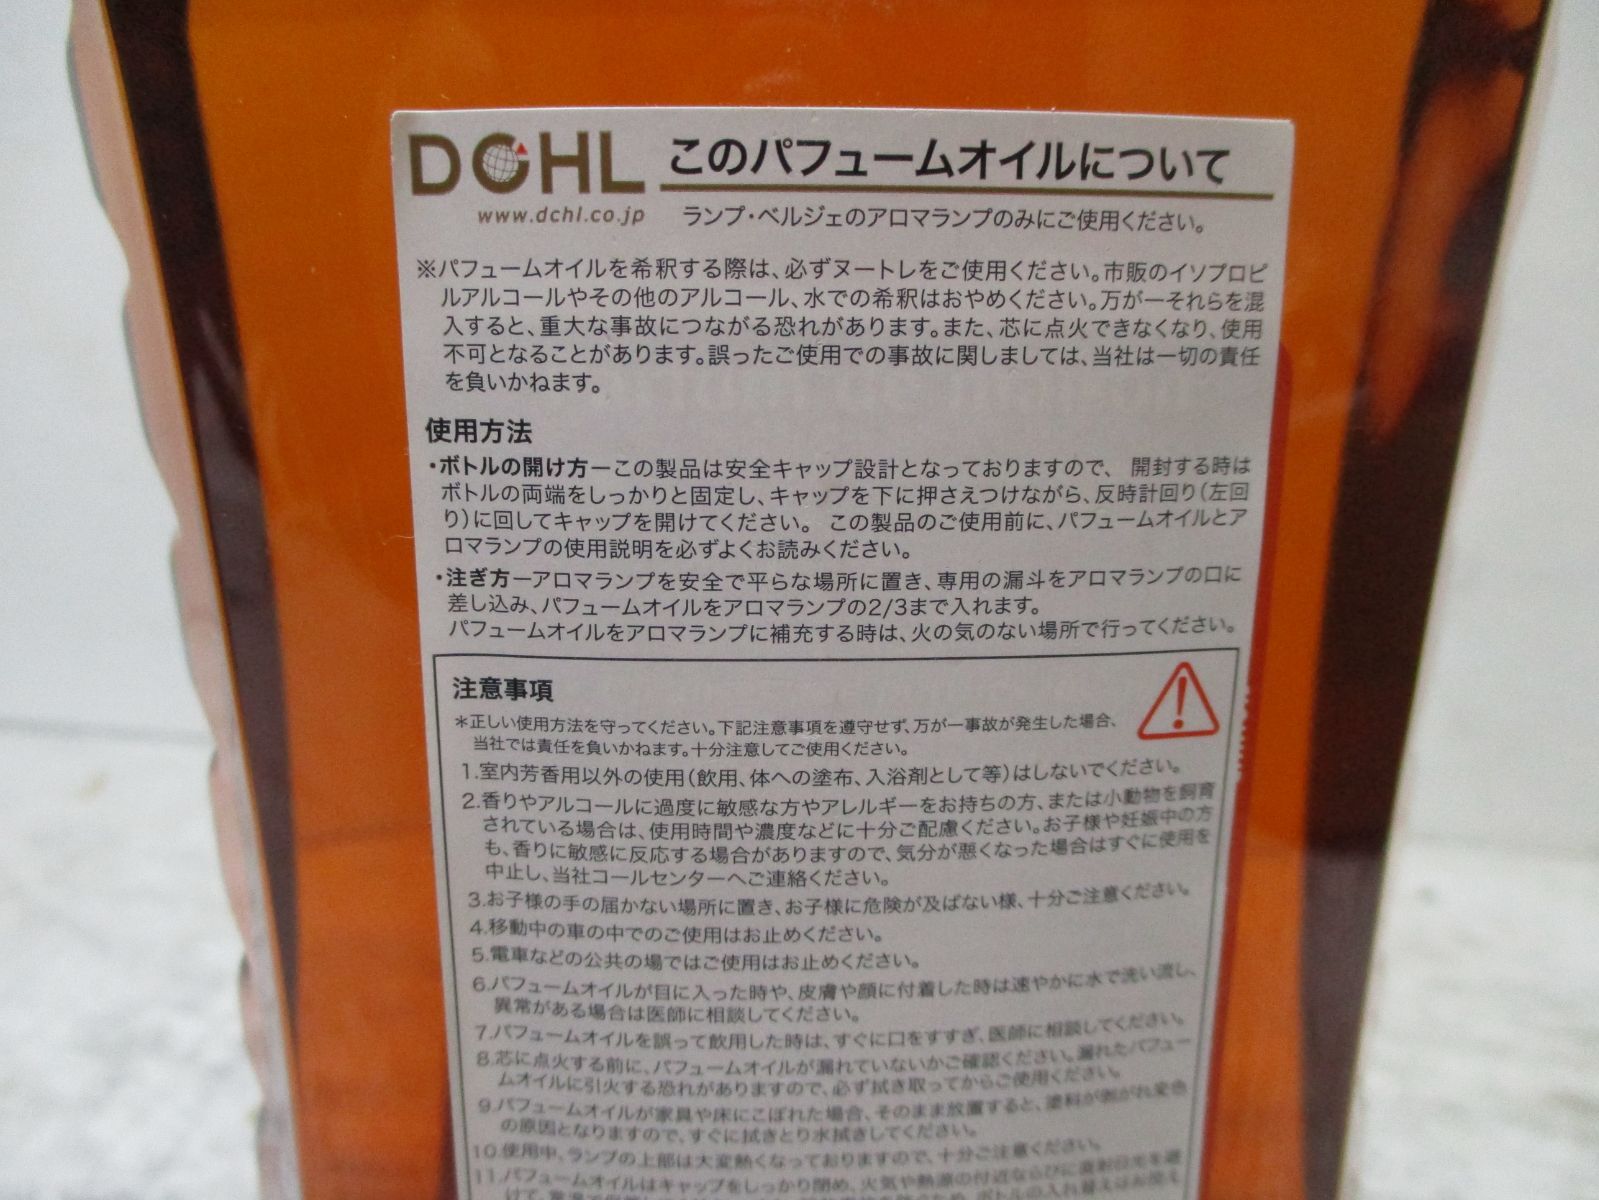 DCHL このパフュームオイルについて
www.dchl.co.jp ランプ・ベルジェのアロマランプのみにご使用ください。
※パフュームオイルを希釈する際は、必ずヌートレをご使用ください。市販のイソプロピ
ルアルコールやその他のアルコール、水での希釈はおやめください。万が一それらを混
入すると、重大な事故につながる恐れがあります。また、芯に点火できなくなり、使用
不可となることがあります。誤ったご使用での事故に関しましては、当社は一切の責任
を負いかねます。
使用方法
・ボトルの開け方ーこの製品は安全キャップ設計となっておりますので、 開封する時は
ボトルの両端をしっかりと固定し、キャップを下に押さえつけながら、反時計回り(左回
り)に回してキャップを開けてください。 この製品のご使用前に、パフュームオイルとア
ロマランプの使用説明を必ずよくお読みください。
・注ぎ方ーアロマランプを安全で平らな場所に置き、専用の漏斗をアロマランプの口に
差し込み、パフュームオイルをアロマランプの2/3まで入れます。
パフュームオイルをアロマランプに補充する時は、火の気のない場所で行ってください。
注意事項
＊正しい使用方法を守ってください。下記注意事項を遵守せず、万が一事故が発生した場合、
当社では責任を負いかねます。十分注意してご使用ください。
1.室内芳香用以外の使用(飲用、体への塗布、入浴剤として等)はしないでください。
2.香りやアルコールに過度に敏感な方やアレルギーをお持ちの方、または小動物を飼育
されている場合は、使用時間や濃度などに十分ご配慮ください。お子様や妊娠中の方
も、香りに敏感に反応する場合がありますので、気分が悪くなった場合はすぐに使用を
中止し、当社コールセンターへご連絡ください。
3.お子様の手の届かない場所に置き、お子様に危険が及ばない様、十分ご注意ください。
4.移動中の車の中でのご使用はお止めください。
5.電車などの公共の場ではご使用はお止めください。
6.パフュームオイルが目に入った時や、皮膚や顔に付着した時は速やかに水で洗い流し、
異常がある場合は医師に相談してください。
7.パフュームオイルを誤って飲用した時は、すぐに口をすすぎ、医師に相談してください。
8.芯に点火する前に、パフュームオイルが漏れていないかご確認ください。漏れたパフュー
ムオイルに引火する恐れがありますので、必ず拭き取ってからご使用ください。
9.パフュームオイルが家具や床にこぼれた場合、そのまま放置すると、塗料が剥がれ変色
の原因となりますので、すぐに拭きとり水拭きしてください。
10.使用中、ランプの上部は大変熱くなっておりますので、十分ご注意ください。
11.パフュームオイルはキャップをしっかり閉め、火気や熱源の付近ならびに直射日光を避